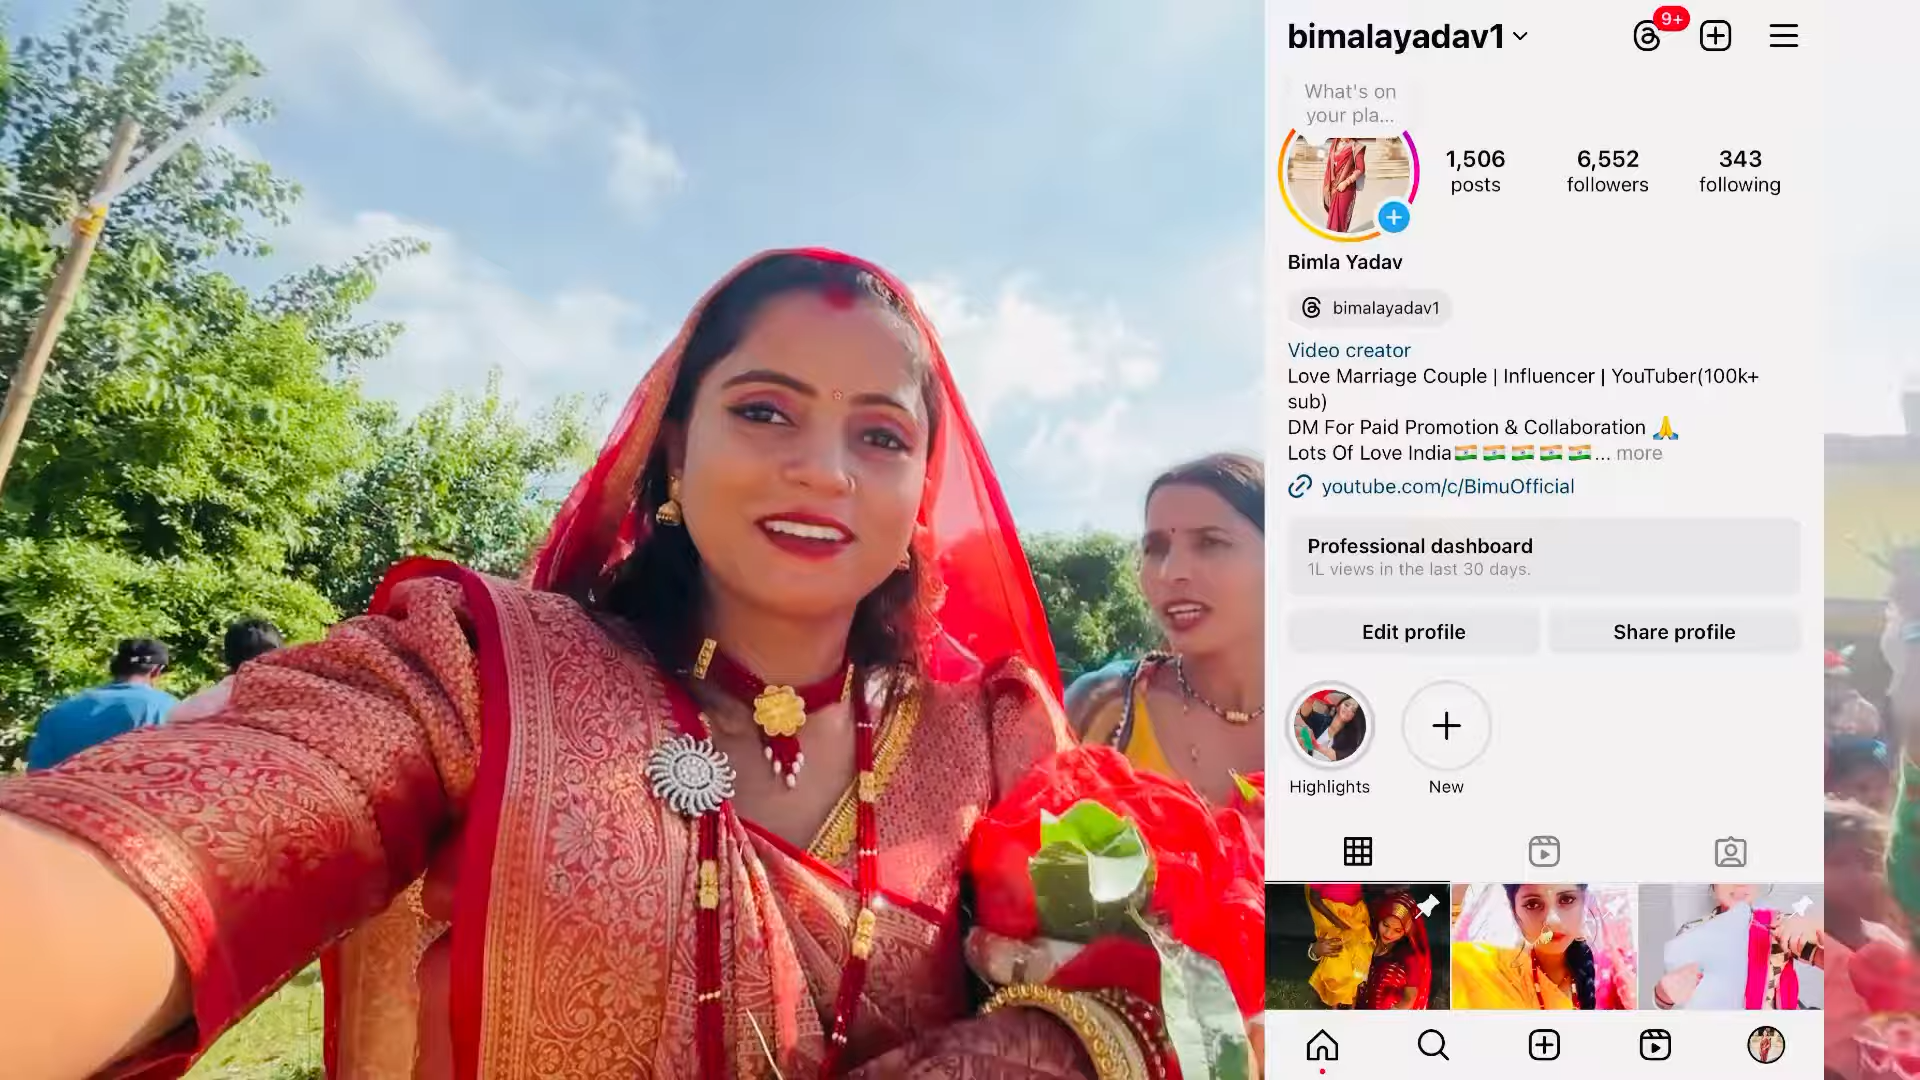 bimalayadav1
9+
What's on
your pla...
1,506
posts
6,552
followers
343
following
Bimla Yadav
bimalayadav1
Video creator
Love Marriage Couple | Influencer | YouTuber(100k+
sub)
DM For Paid Promotion & Collaboration 🙏
Lots Of Love India🇮🇳🇮🇳🇮🇳🇮🇳🇮🇳... more
youtube.com/c/BimuOfficial
Professional dashboard
1L views in the last 30 days.
Edit profile
Share profile
Highlights
New